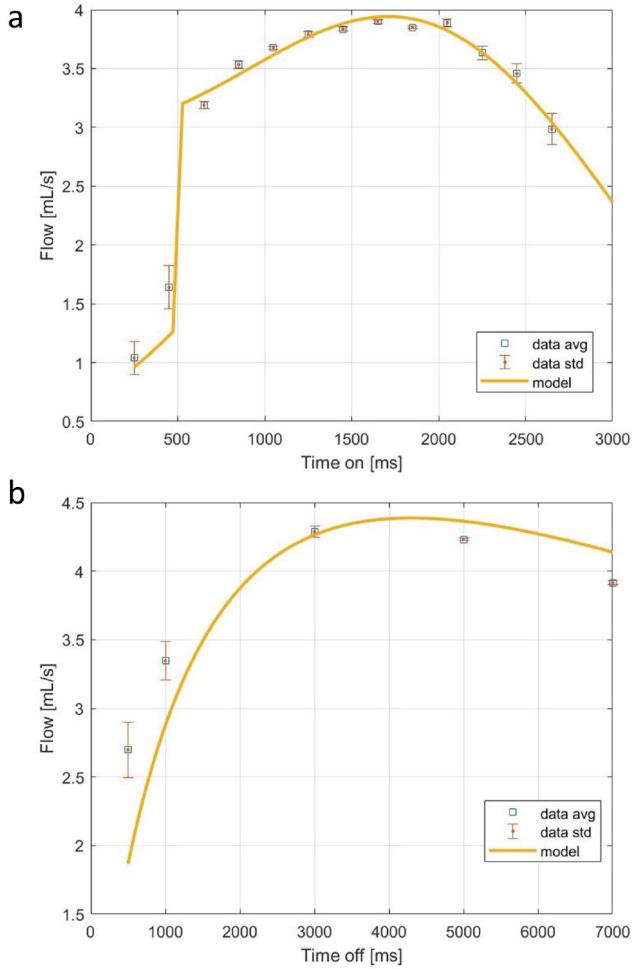 a
4
3.5
3
2.5
2
1.5
1
0.5
Flow [mL/s]
data avg
data std
model
0 500 1000 1500 2000 2500 3000
Time on [ms]
b
4.5
4
3.5
3
2.5
2
1.5
Flow [mL/s]
data avg
data std
model
0 1000 2000 3000 4000 5000 6000 7000
Time off [ms]